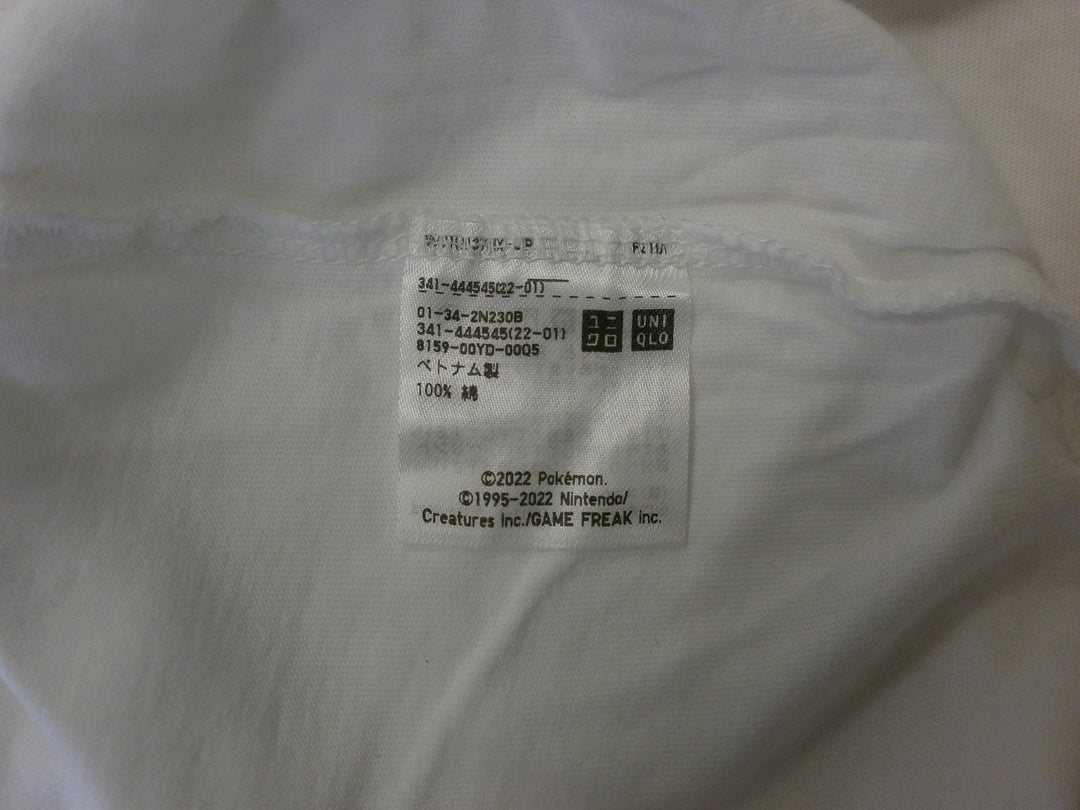 341-444545(22-01)
01-34-2N230B
341-444545(22-01)
8159-00YD-00Q5
ユニ
クロ
UNI
QLO
ベトナム製
100% 綿
©2022 Pokémon.
©1995-2022 Nintendo/
Creatures Inc./GAME FREAK inc.